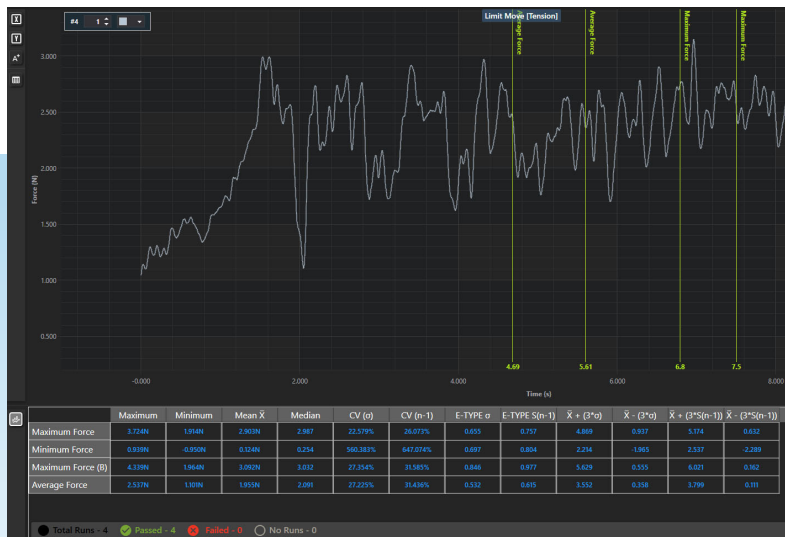 #4 1
Limit Move [Tension]
Average Force
Average Force
Maximum Force
Maximum Force
3.000
2.500
2.000
1.500
1.000
0.500
Force (N)
4.69 5.61 6.8 7.5
-0.000 2.000 4.000 6.000 8.000
Time (s)
Maximum Minimum Mean X̄ Median CV (σ) CV (n-1) E-TYPE σ E-TYPE S(n-1) X̄ + (3*σ) X̄ - (3*σ) X̄ + (3*S(n-1)) X̄ - (3*S(n-1))
Maximum Force 3.724N 1.914N 2.903N 2.987 22.579% 26.073% 0.655 0.757 4.869 0.937 5.174 0.632
Minimum Force 0.939N -0.950N 0.124N 0.254 560.383% 647.074% 0.697 0.804 2.214 -1.965 2.537 -2.289
Maximum Force (B) 4.339N 1.964N 3.092N 3.032 27.354% 31.585% 0.846 0.977 5.629 0.555 6.021 0.162
Average Force 2.537N 1.101N 1.955N 2.091 27.225% 31.436% 0.532 0.615 3.552 0.358 3.799 0.111
Total Runs - 4 Passed - 4 Failed - 0 No Runs - 0